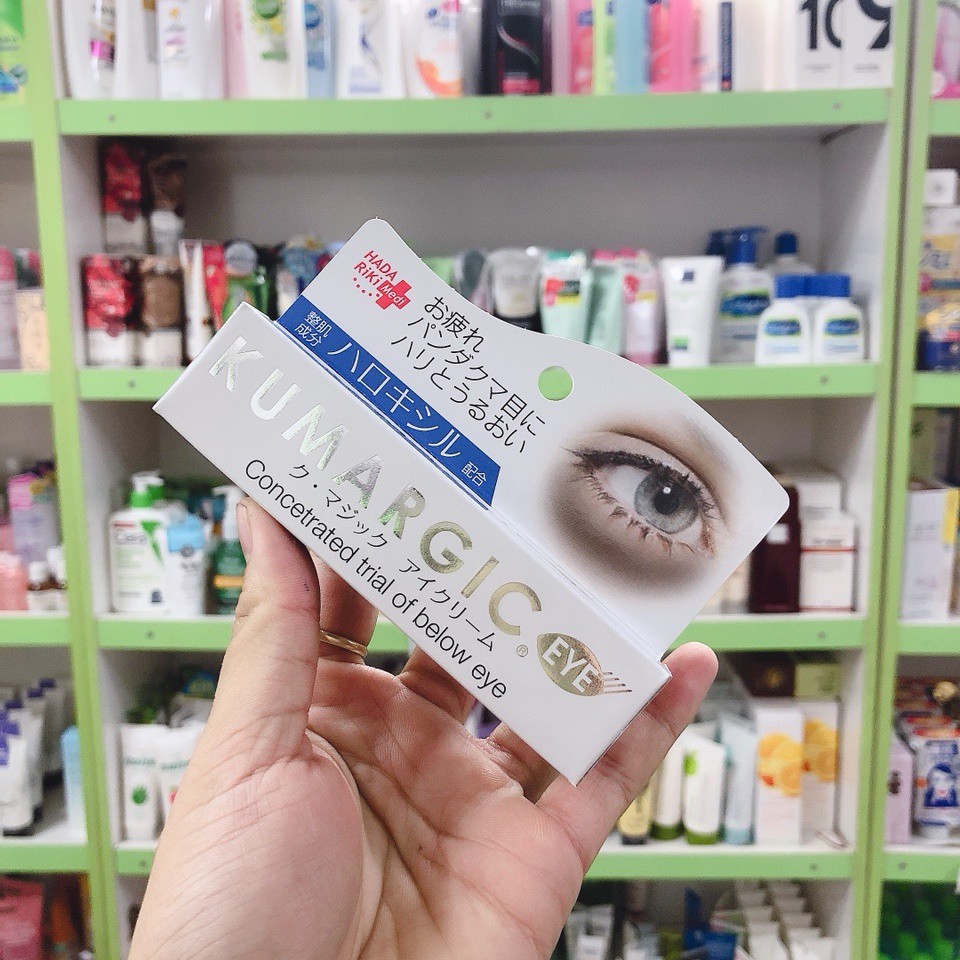 HADA
RiKi Medi
お疲れ
パンダクマ目に
ハリとうるおい
整肌
成分
ハロキシル
配合
KUMARGIC® EYE
ク・マジック アイクリーム
Concetrated trial of below eye
10 9